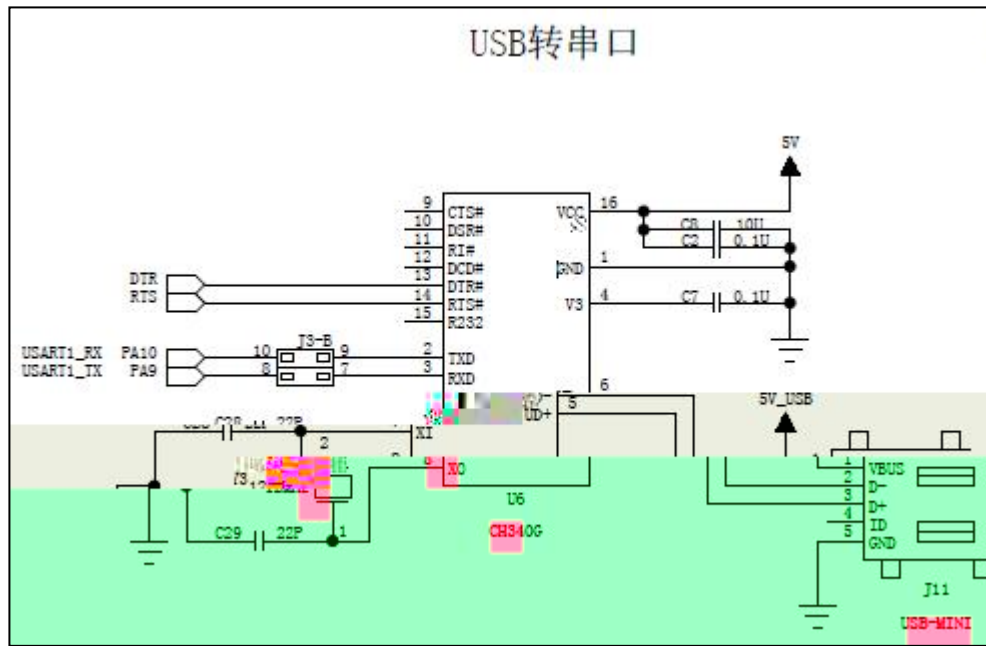 USB转串口
5V
9 CTS#
10 DSR#
11 RI#
12 DCD#
DTR 13 DTR#
RTS 14 RTS#
15 R232
16 VCC
C8 10U
C2 0.1U
1 GND
4 V3
C7 0.1U
J3-B
USART1_RX PA10 10 9 2 TXD
USART1_TX PA9 8 7 3 RXD
6
5 UD+
5V_USB
C28 22P
2
XI
XO
U6
CH340G
C29 22P 1
1 VBUS
2 D-
3 D+
4 ID
5 GND
J11
USB-MINI